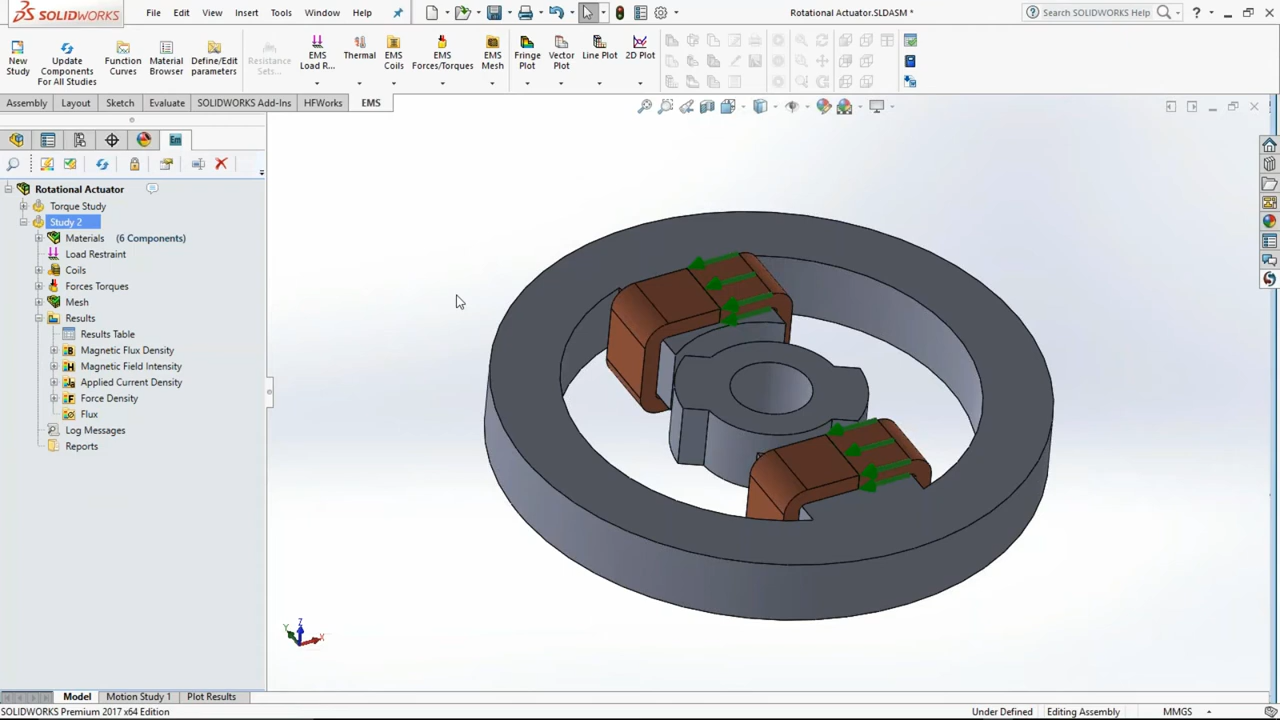 SOLIDWORKS File Edit View Insert Tools Window Help Rotational Actuator.SLDASM * Search SOLIDWORKS Help ?
New Study
Update Components For All Studies
Function Curves
Material Browser
Define/Edit parameters
Resistance Sets...
EMS Load R...
Thermal
EMS Coils
EMS Forces/Torques
EMS Mesh
Fringe Plot
Vector Plot
Line Plot
2D Plot
Assembly Layout Sketch Evaluate SOLIDWORKS Add-Ins HFWorks EMS
Rotational Actuator
Torque Study
Study 2
Materials (6 Components)
Load Restraint
Coils
Forces Torques
Mesh
Results
Results Table
Magnetic Flux Density
Magnetic Field Intensity
Applied Current Density
Force Density
Flux
Log Messages
Reports
Z
Y
X
Model Motion Study 1 Plot Results
SOLIDWORKS Premium 2017 x64 Edition Under Defined Editing Assembly MMGS